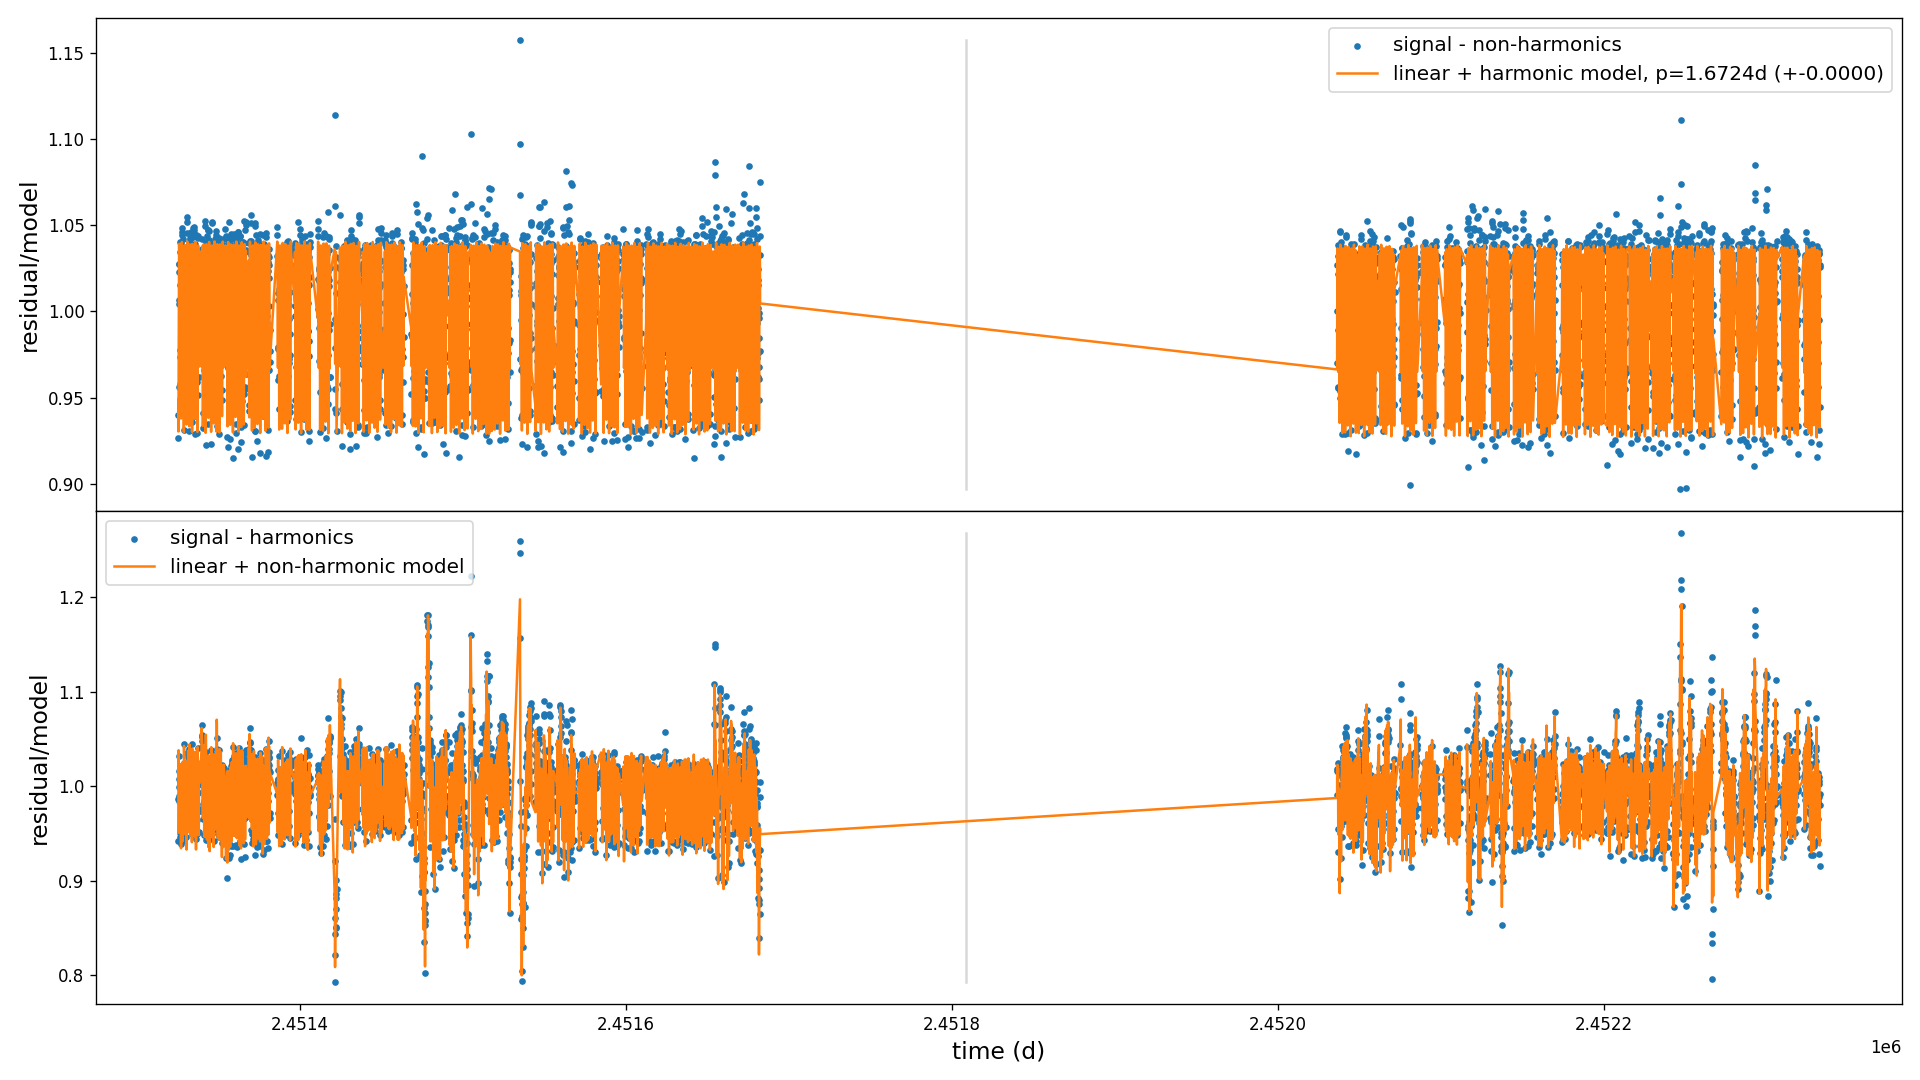 1.15
1.10
1.05
1.00
0.95
0.90
residual/model
signal - non-harmonics
linear + harmonic model, p=1.6724d (+-0.0000)
signal - harmonics
linear + non-harmonic model
1.2
1.1
1.0
0.9
0.8
residual/model
2.4514
2.4516
2.4518
2.4520
2.4522
1e6
time (d)